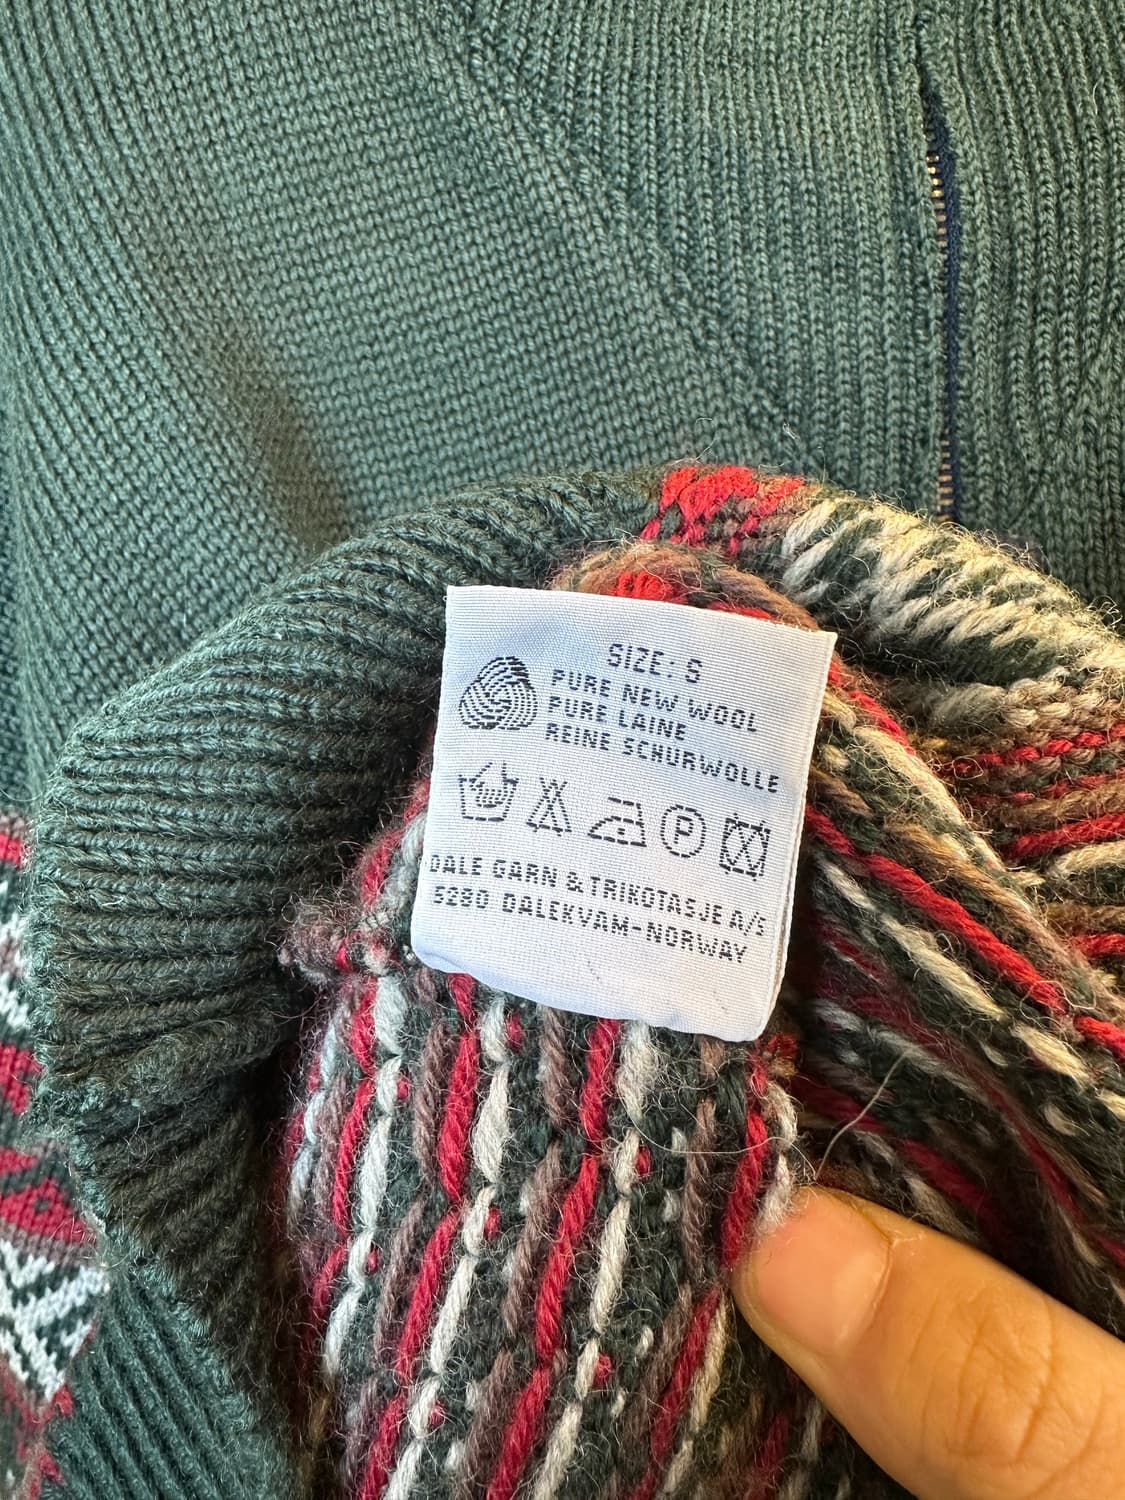 SIZE: S
PURE NEW WOOL
PURE LAINE
REINE SCHURWOLLE
P
DALE GARN & TRIKOTASJE A/S
5280 DALEKVAM-NORWAY